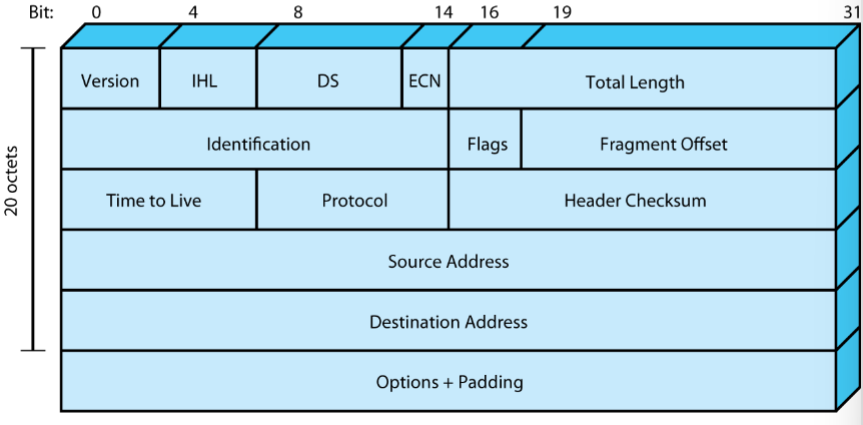 Bit: 0 4 8 14 16 19 31
Version IHL DS ECN Total Length
Identification Flags Fragment Offset
Time to Live Protocol Header Checksum
Source Address
Destination Address
Options + Padding
20 octets